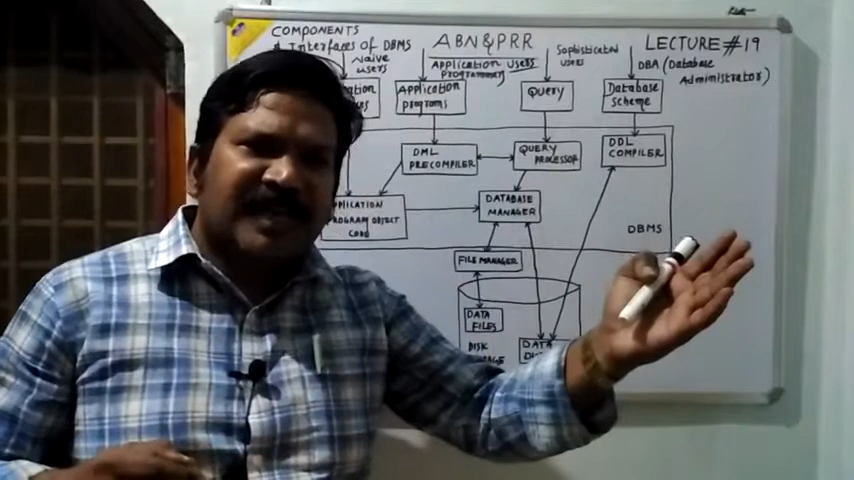 COMPONENTS
& Interfaces of DBMS
ABN&PRR
LECTURE #19
Naive
users
Application Users
Programmers
Sophisticated
users
DBA (Database
Administrator)
Application
Programs
Query
Database
Scheme
DML
PRECOMPILER
QUERY
PROCESSOR
DDL
COMPILER
APPLICATION
PROGRAM OBJECT
CODE
DATABASE
MANAGER
DBMS
FILE MANAGER
DATA
FILES
DATA
DISK